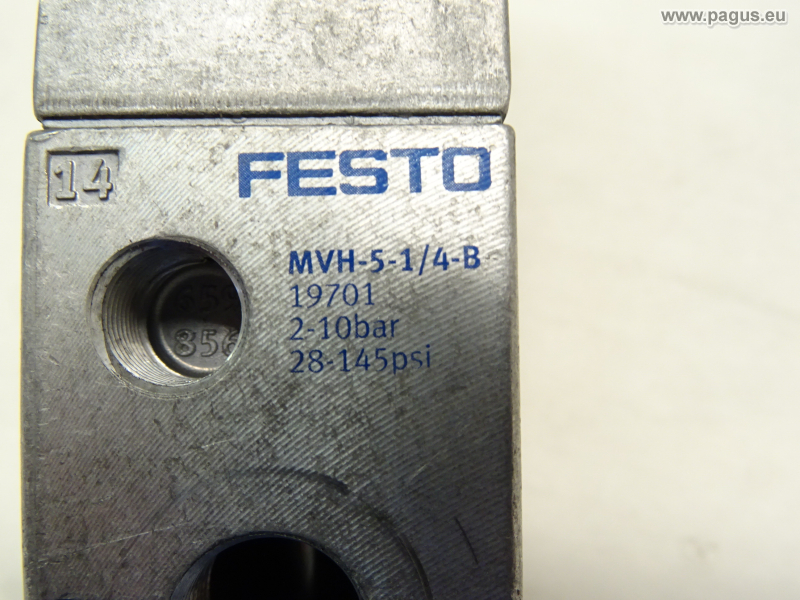 www.pagus.eu
14
FESTO
MVH-5-1/4-B
19701
2-10bar
28-145psi
856